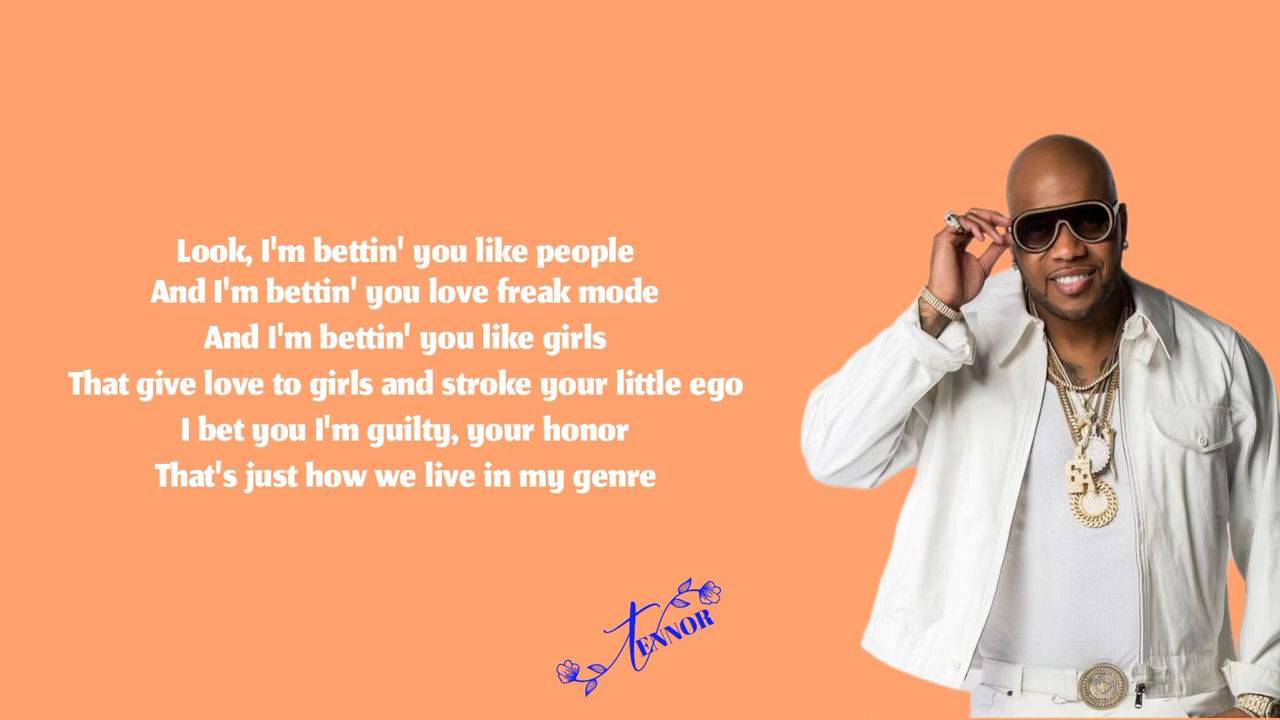 Look, I'm bettin' you like people
And I'm bettin' you love freak mode
And I'm bettin' you like girls
That give love to girls and stroke your little ego
I bet you I'm guilty, your honor
That's just how we live in my genre
tENNOR